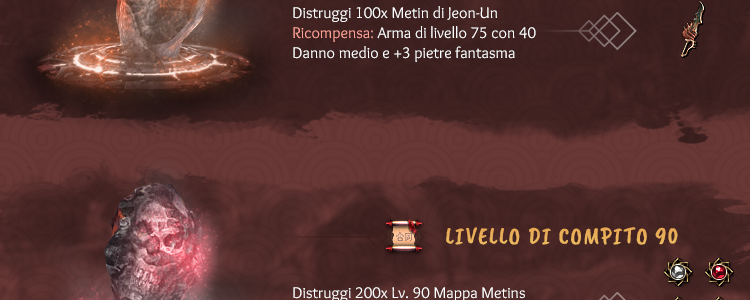 Distruggi 100x Metin di Jeon-Un
Ricompensa: Arma di livello 75 con 40
Danno medio e +3 pietre fantasma
LIVELLO DI COMPITO 90
Distruggi 200x Lv. 90 Mappa Metins